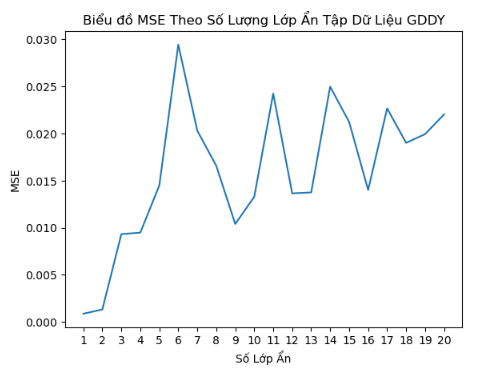 Biểu đồ MSE Theo Số Lượng Lớp Ẩn Tập Dữ Liệu GDDY
0.030
0.025
0.020
0.015
0.010
0.005
0.000
MSE
1 2 3 4 5 6 7 8 9 10 11 12 13 14 15 16 17 18 19 20
Số Lớp Ẩn